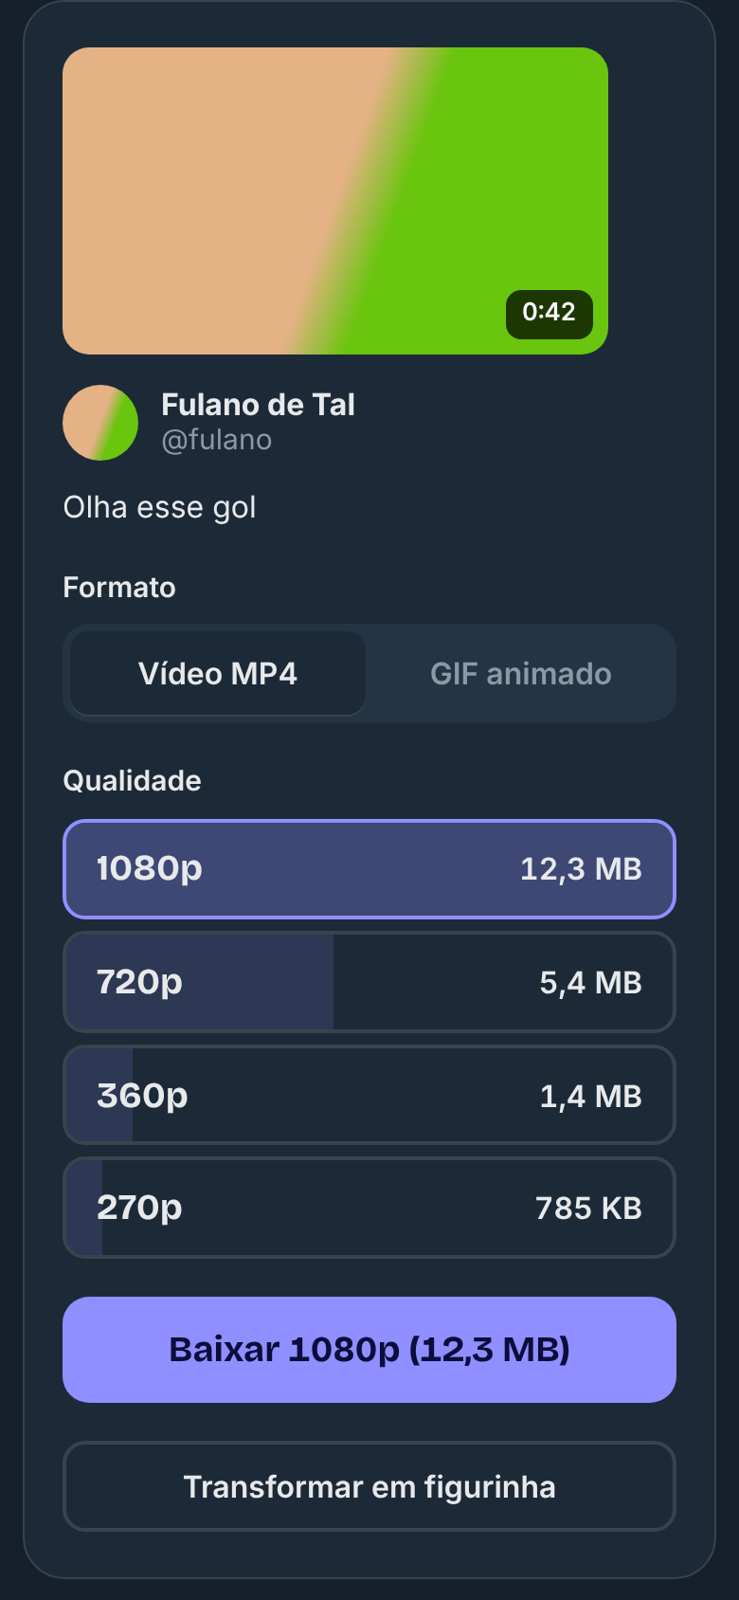 0:42
Fulano de Tal
@fulano
Olha esse gol
Formato
Vídeo MP4 GIF animado
Qualidade
1080p 12,3 MB
720p 5,4 MB
360p 1,4 MB
270p 785 KB
Baixar 1080p (12,3 MB)
Transformar em figurinha